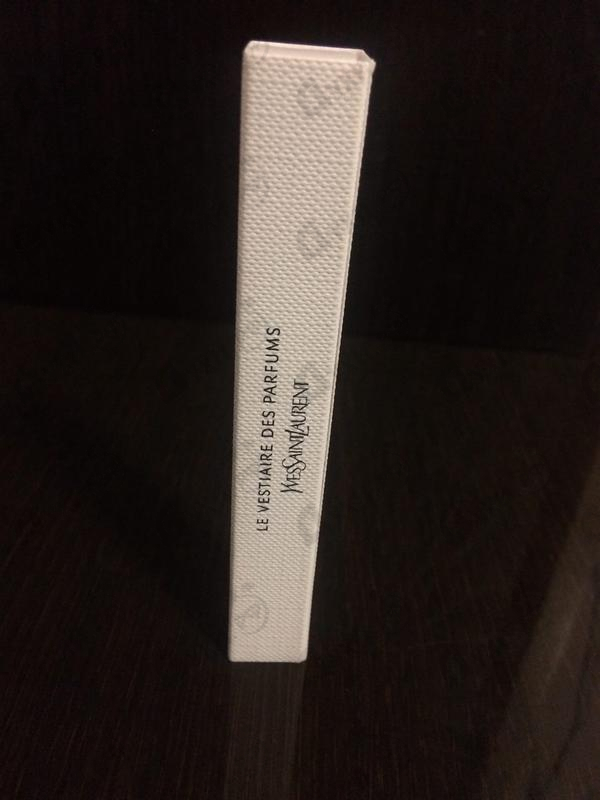 LE VESTIAIRE DES PARFUMS
YVESSAINTLAURENT